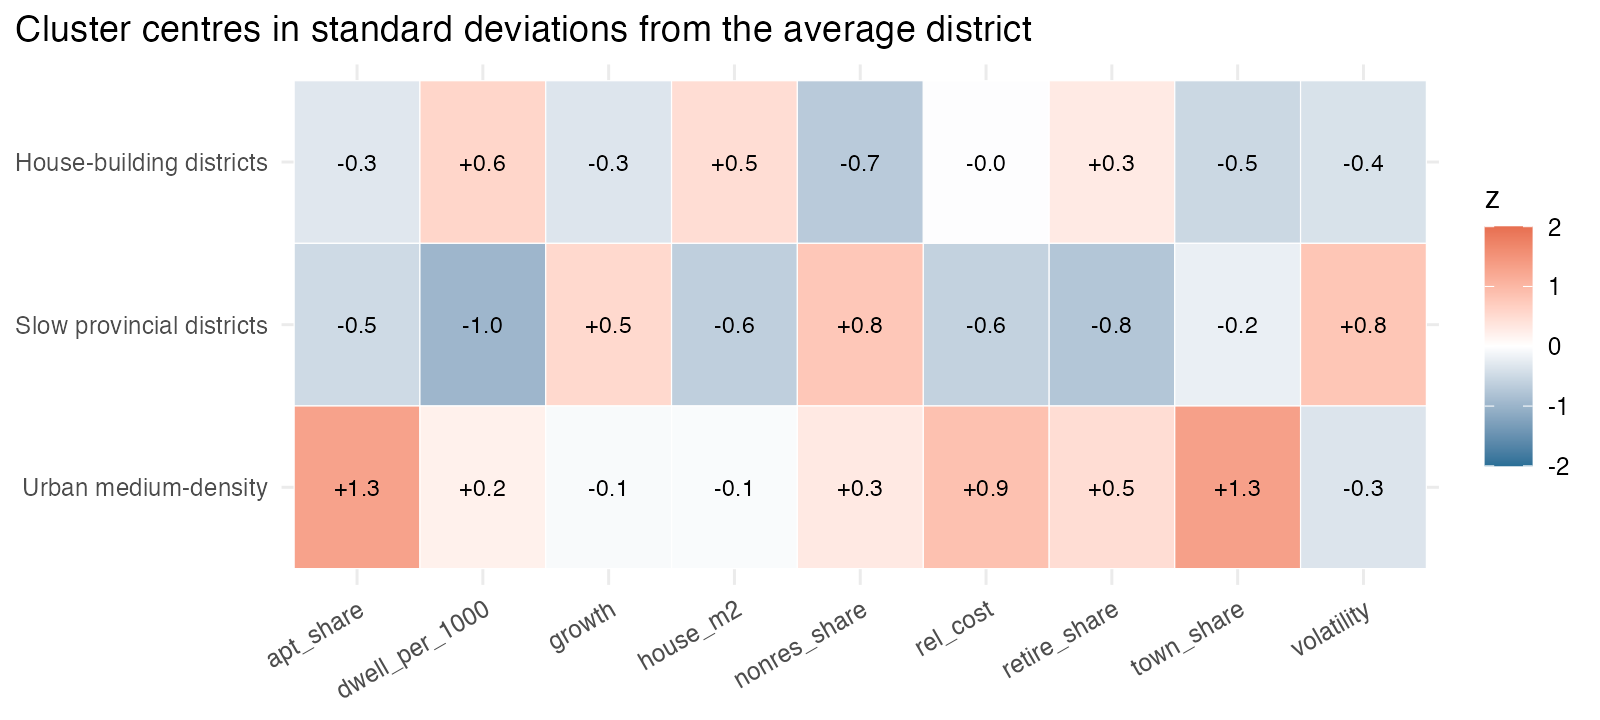 Cluster centres in standard deviations from the average district
House-building districts -0.3 +0.6 -0.3 +0.5 -0.7 -0.0 +0.3 -0.5 -0.4
Slow provincial districts -0.5 -1.0 +0.5 -0.6 +0.8 -0.6 -0.8 -0.2 +0.8
Urban medium-density +1.3 +0.2 -0.1 -0.1 +0.3 +0.9 +0.5 +1.3 -0.3
apt_share dwell_per_1000 growth house_m2 nonres_share rel_cost retire_share town_share volatility
z
2
1
0
-1
-2